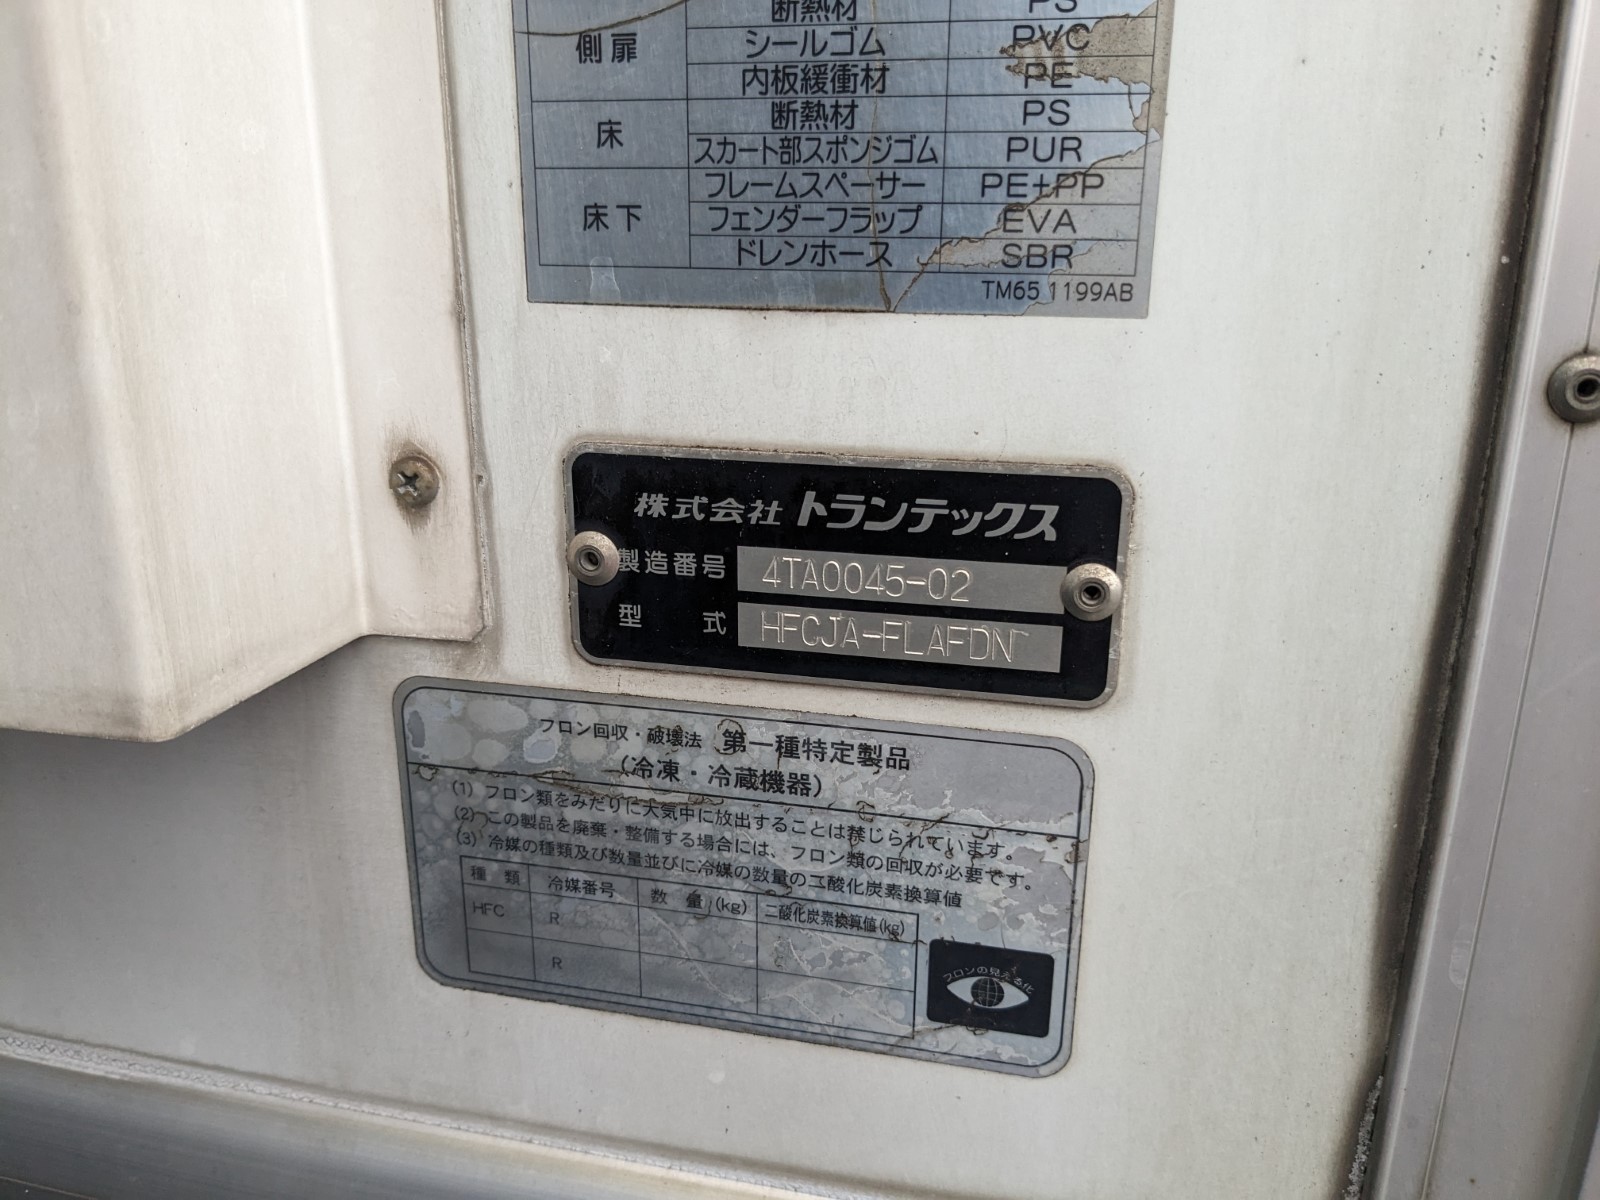 断熱材 PS
側扉 シールゴム PVC
内板緩衝材 PE
断熱材 PS
床 スカート部スポンジゴム PUR
フレームスペーサー PE+PP
床下 フェンダーフラップ EVA
ドレンホース SBR
TM65 1199AB
株式会社 トランテックス
製造番号 4TA0045-02
型式 HFCJA-FLAFDN
フロン回収・破壊法 第一種特定製品
(冷凍・冷蔵機器)
(1) フロン類をみだりに大気中に放出することは禁じられています。
(2) この製品を廃棄・整備する場合には、フロン類の回収が必要です。
(3) 冷媒の種類及び数量並びに冷媒の数量の二酸化炭素換算値
種類 冷媒番号 数量(kg) 二酸化炭素換算値(kg)
HFC R
R
フロンの見える化